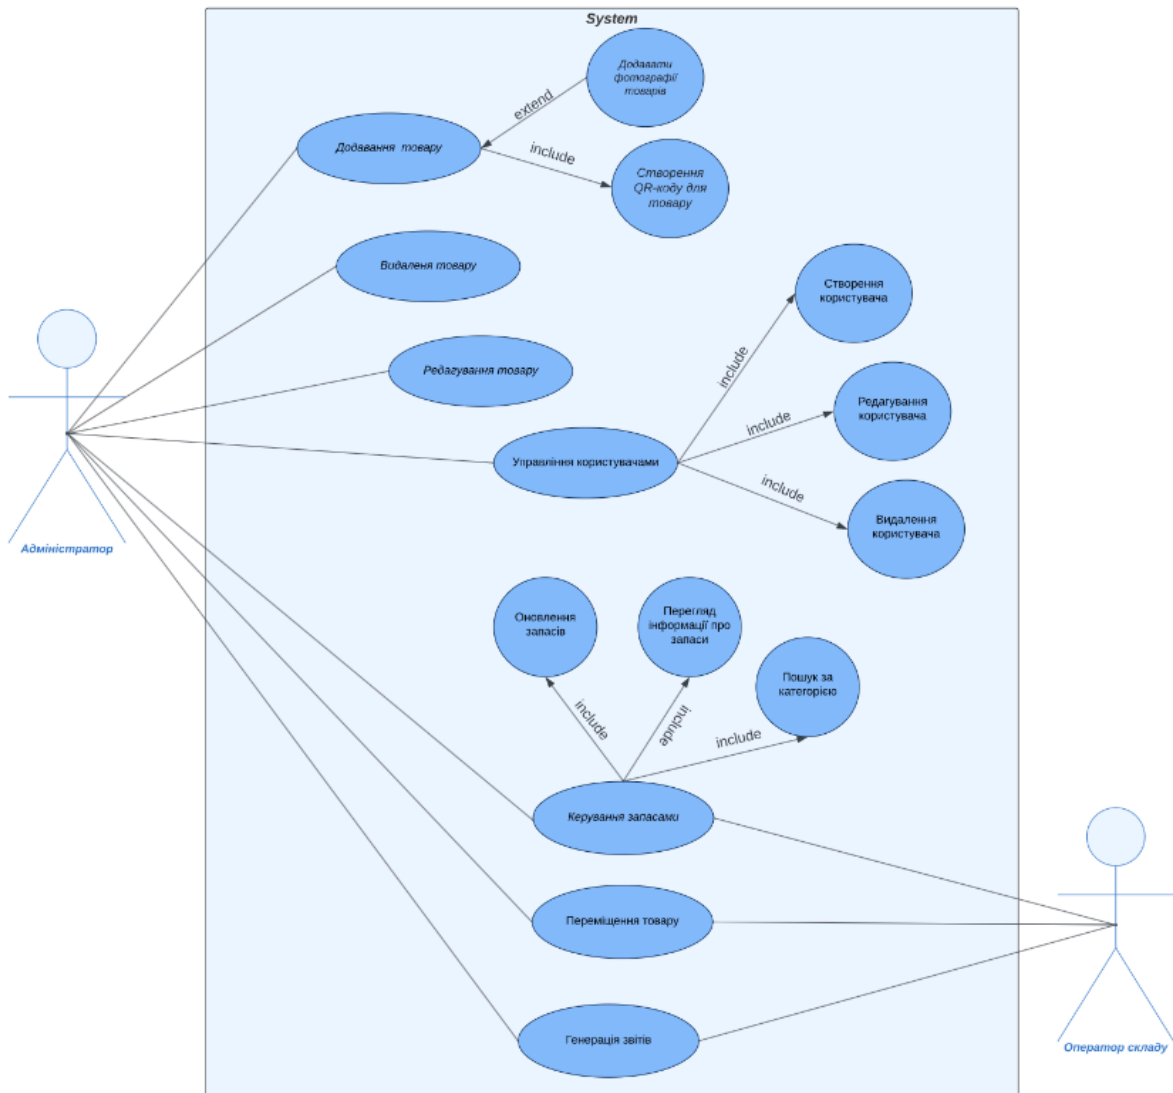 System
Додавати
фотографії
товарів
extend
Додавання товару
include
Створення
QR-коду для
товару
Видаленя товару
Створення
користувача
include
Редагування товару
Редагування
користувача
include
Управління користувачами
include
Видалення
користувача
Адміністратор
Оновлення
запасів
Перегляд
інформації про
запаси
Пошук за
категорією
include
include
include
Керування запасами
Переміщення товару
Генерація звітів
Оператор складу